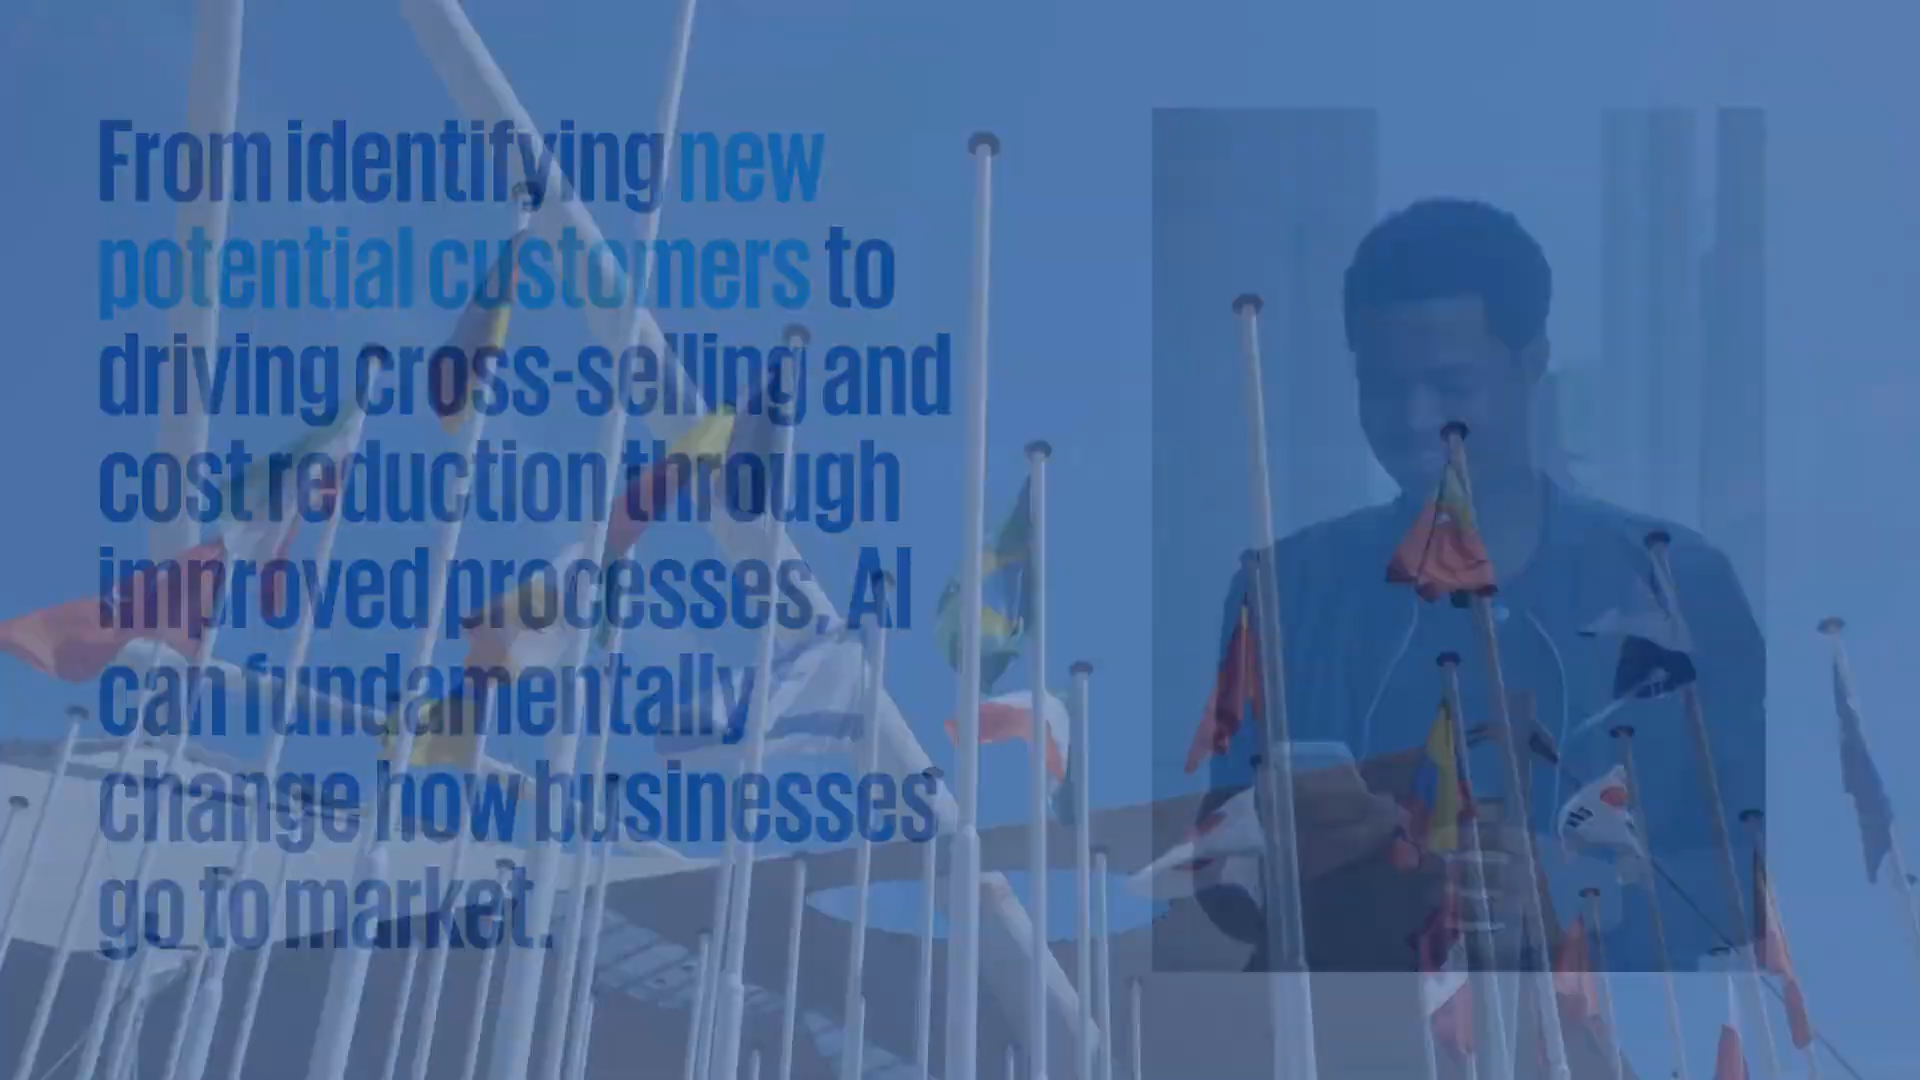 From identifying new
potential customers to
driving cross-selling and
cost reduction through
improved processes, AI
can fundamentally
change how businesses
go to market.